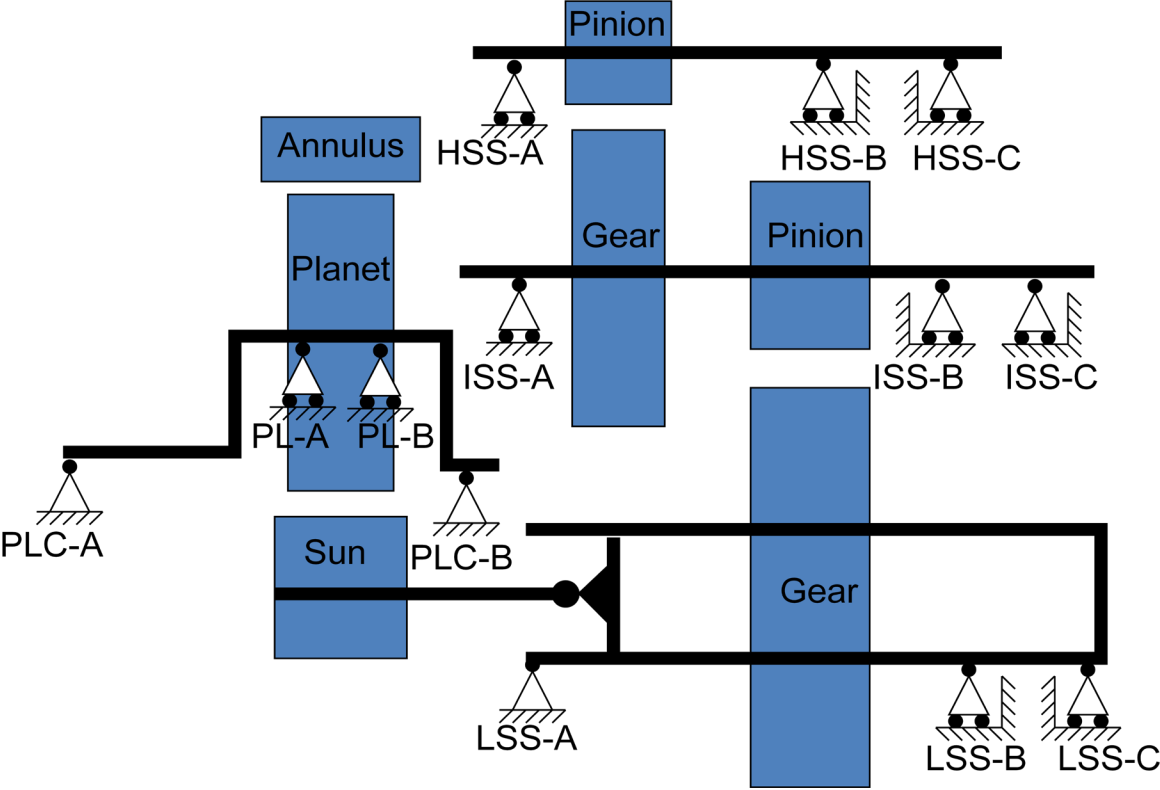 Pinion
Annulus
HSS-A
HSS-B
HSS-C
Gear
Pinion
Planet
ISS-A
ISS-B
ISS-C
PL-A
PL-B
PLC-A
Sun
PLC-B
Gear
LSS-A
LSS-B
LSS-C